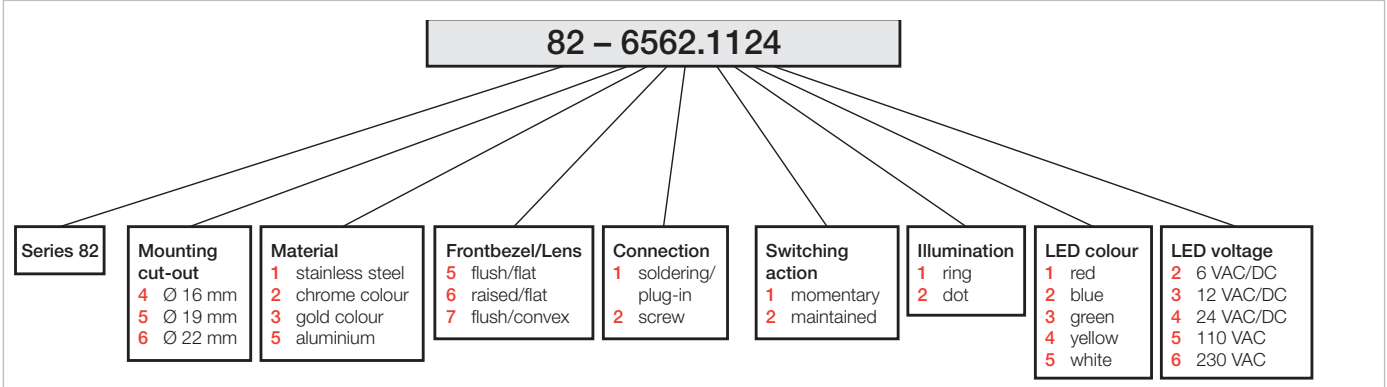 82 – 6562.1124
Series 82
Mounting
cut-out
4 Ø 16 mm
5 Ø 19 mm
6 Ø 22 mm
Material
1 stainless steel
2 chrome colour
3 gold colour
5 aluminium
Frontbezel/Lens
5 flush/flat
6 raised/flat
7 flush/convex
Connection
1 soldering/
plug-in
2 screw
Switching
action
1 momentary
2 maintained
Illumination
1 ring
2 dot
LED colour
1 red
2 blue
3 green
4 yellow
5 white
LED voltage
2 6 VAC/DC
3 12 VAC/DC
4 24 VAC/DC
5 110 VAC
6 230 VAC